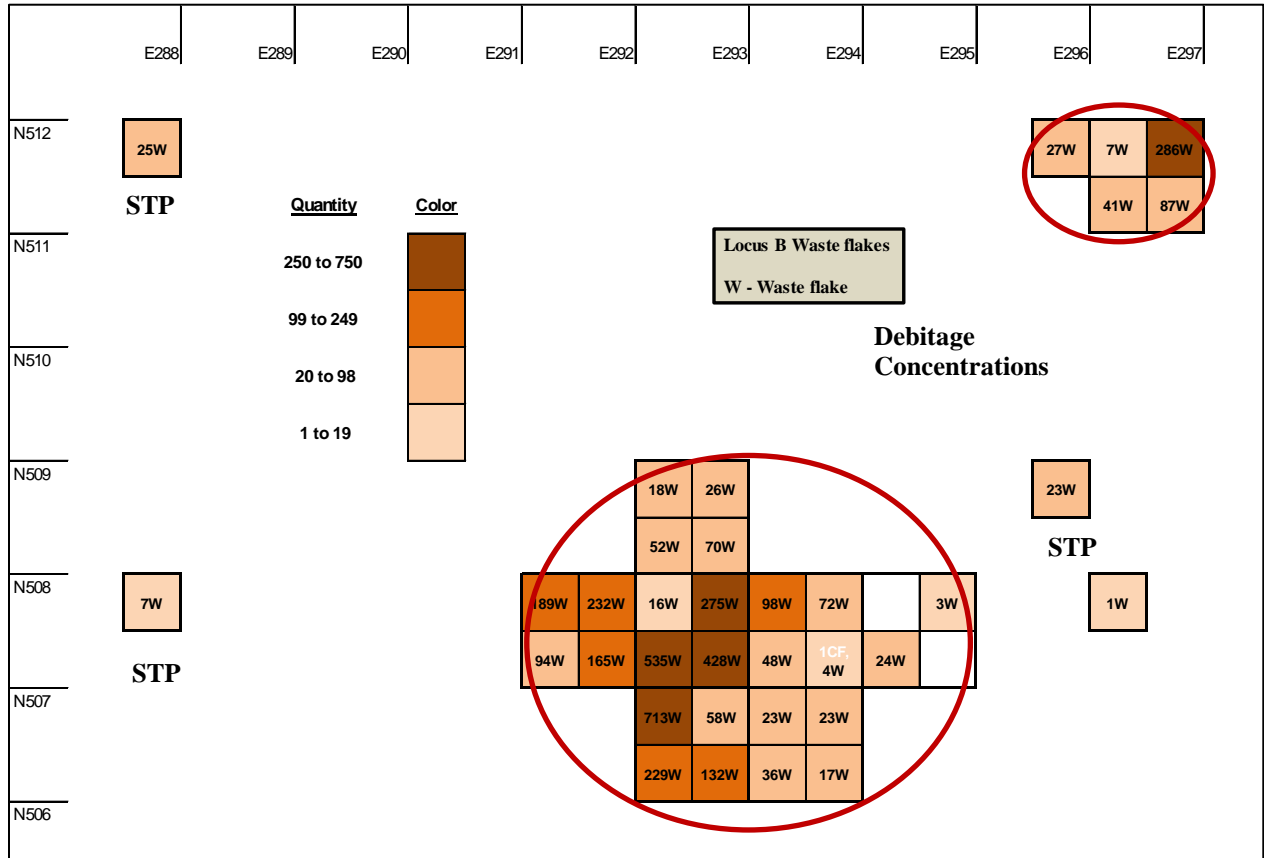 E288 E289 E290 E291 E292 E293 E294 E295 E296 E297
N512
25W 27W 7W 286W
STP
41W 87W
Quantity Color
N511
Locus B Waste flakes
250 to 750
W - Waste flake
99 to 249
Debitage
Concentrations
N510
20 to 98
1 to 19
N509
18W 26W 23W
STP
52W 70W
N508
7W 189W 232W 16W 275W 98W 72W 3W 1W
STP
1CF,
94W 165W 535W 428W 48W 4W 24W
N507
713W 58W 23W 23W
229W 132W 36W 17W
N506